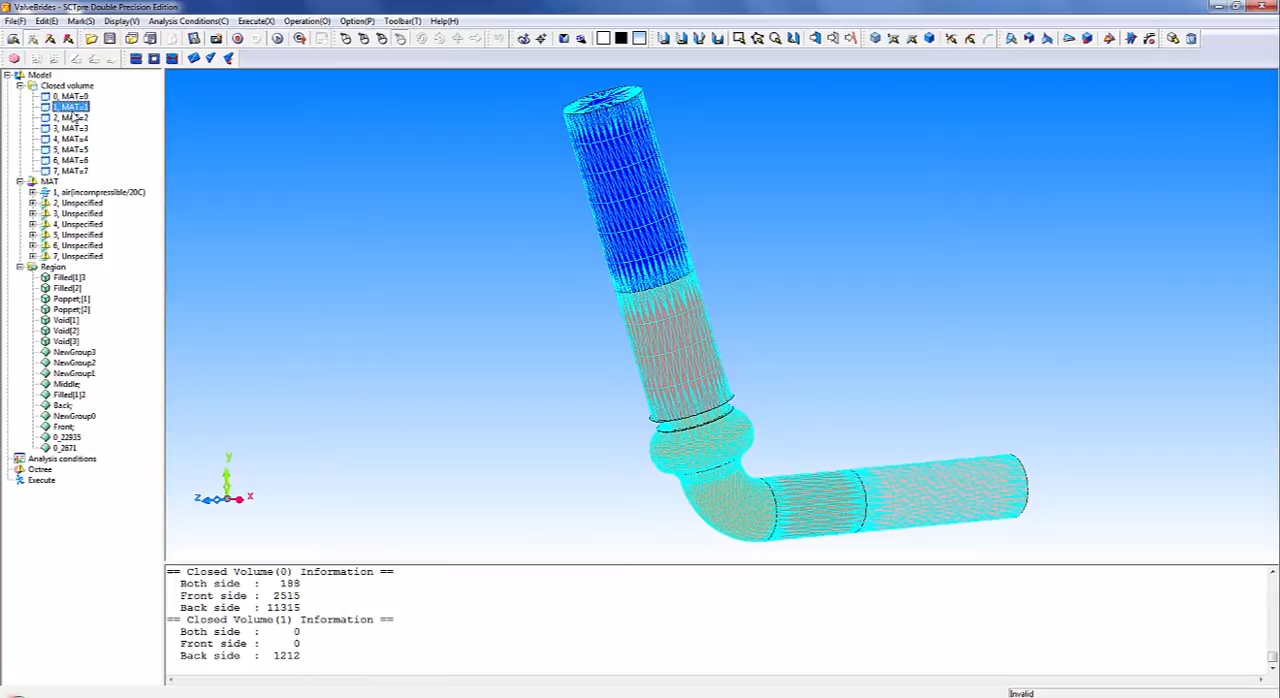 ValveBrides - SCTpre Double Precision Edition
File(F) Edit(E) Mark(S) Display(V) Analysis Conditions(C) Execute(X) Operation(O) Option(P) Toolbar(T) Help(H)
Model
Closed volume
0, MAT=0
1, MAT=1
2, MAT=2
3, MAT=3
4, MAT=4
5, MAT=5
6, MAT=6
7, MAT=7
MAT
1, air(incompressible/20C)
2, Unspecified
3, Unspecified
4, Unspecified
5, Unspecified
6, Unspecified
7, Unspecified
Region
Filled[1]3
Filled[2]
Poppet;[1]
Poppet;[2]
Void[1]
Void[2]
Void[3]
NewGroup3
NewGroup2
NewGroup1
Middle;
Filled[1]2
Back;
NewGroup0
Front;
0_22935
0_2671
Analysis conditions
Octree
Execute
y
z x
== Closed Volume(0) Information ==
Both side : 188
Front side : 2515
Back side : 11315
== Closed Volume(1) Information ==
Both side : 0
Front side : 0
Back side : 1212
Invalid